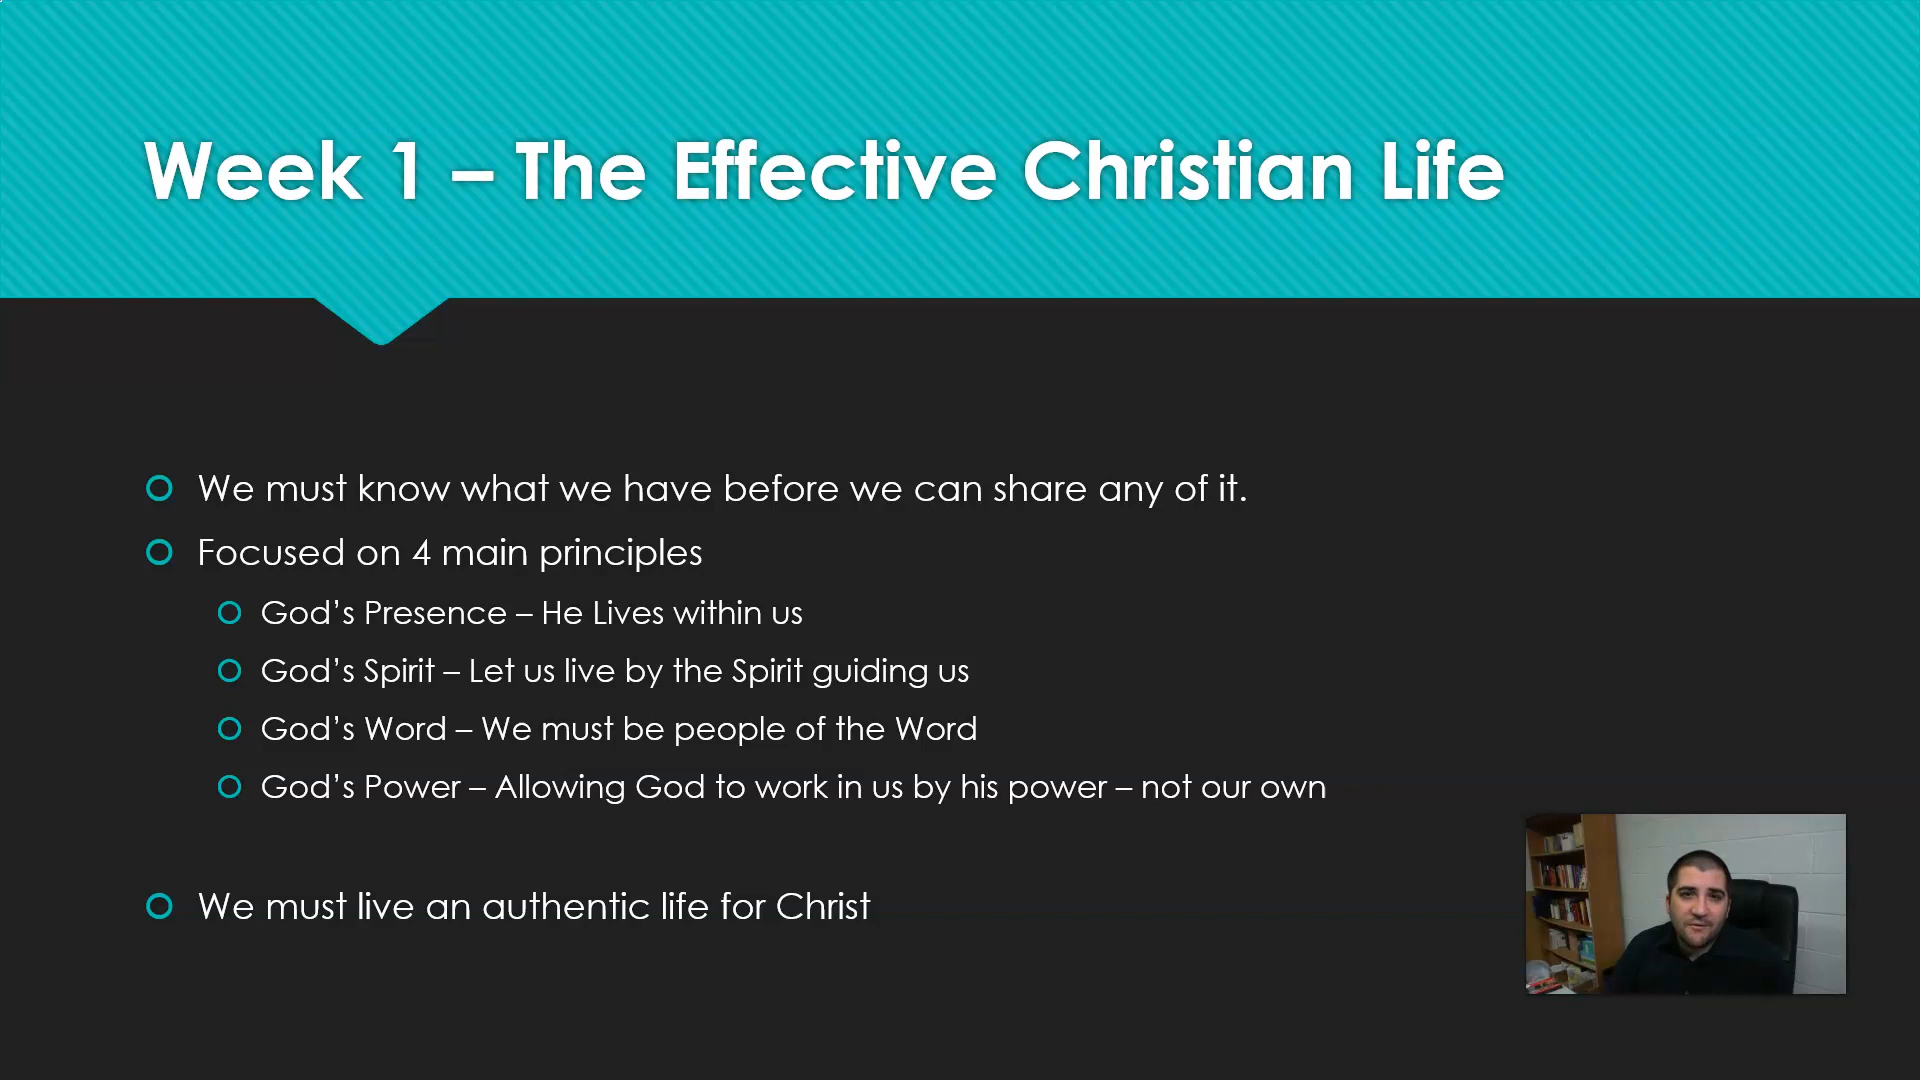 Week 1 – The Effective Christian Life
We must know what we have before we can share any of it.
Focused on 4 main principles
God’s Presence – He Lives within us
God’s Spirit – Let us live by the Spirit guiding us
God’s Word – We must be people of the Word
God’s Power – Allowing God to work in us by his power – not our own
We must live an authentic life for Christ